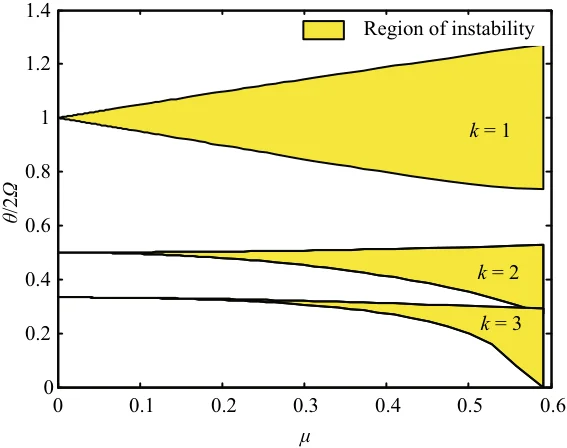 1.4
Region of instability
1.2
1
k = 1
0.8
θ/2Ω
0.6
k = 2
0.4
k = 3
0.2
0
0 0.1 0.2 0.3 0.4 0.5 0.6
μ